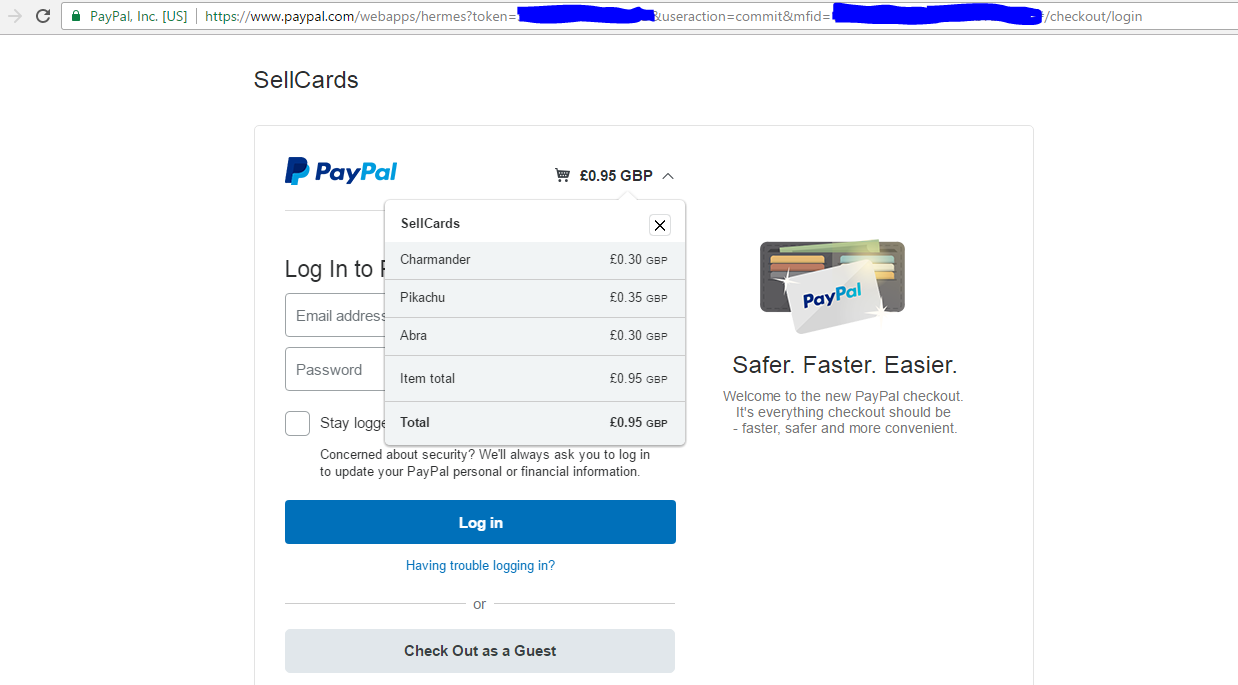 PayPal, Inc. [US] https://www.paypal.com/webapps/hermes?token= &useraction=commit&mfid= #/checkout/login
SellCards
PayPal
£0.95 GBP
SellCards
Charmander £0.30 GBP
Pikachu £0.35 GBP
Abra £0.30 GBP
Item total £0.95 GBP
Total £0.95 GBP
Log In to P
Email address
Password
Stay logge
Concerned about security? We'll always ask you to log in
to update your PayPal personal or financial information.
Log in
Having trouble logging in?
or
Check Out as a Guest
PayPal
Safer. Faster. Easier.
Welcome to the new PayPal checkout.
It's everything checkout should be
- faster, safer and more convenient.